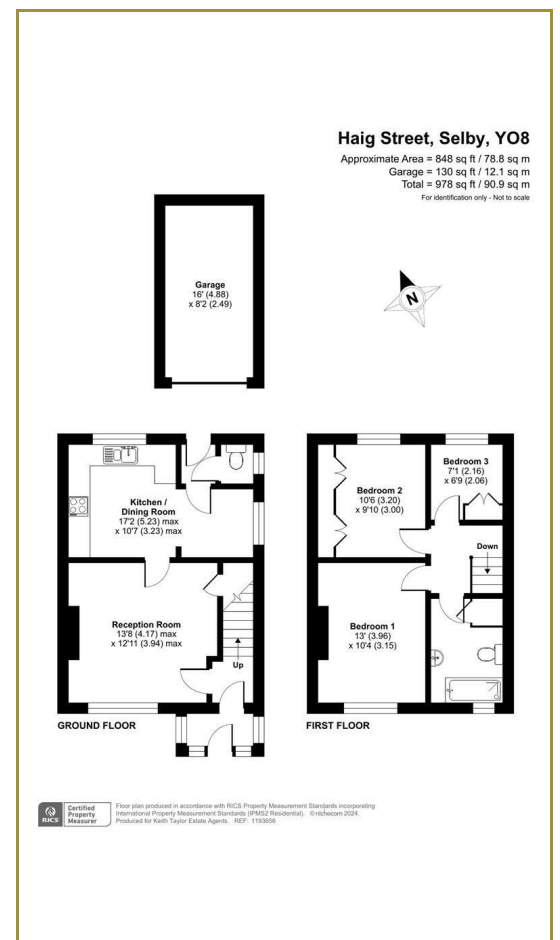 Haig Street, Selby, YO8
Approximate Area = 848 sq ft / 78.8 sq m
Garage = 130 sq ft / 12.1 sq m
Total = 978 sq ft / 90.9 sq m
For identification only - Not to scale
Garage
16' (4.88)
x 8'2 (2.49)
N
Kitchen /
Dining Room
17'2 (5.23) max
x 10'7 (3.23) max
Reception Room
13'8 (4.17) max
x 12'11 (3.94) max
Up
GROUND FLOOR
Bedroom 2
10'6 (3.20)
x 9'10 (3.00)
Bedroom 3
7'1 (2.16)
x 6'9 (2.06)
Down
Bedroom 1
13' (3.96)
x 10'4 (3.15)
FIRST FLOOR
RICS
Certified
Property
Measurer
Floor plan produced in accordance with RICS Property Measurement Standards incorporating
International Property Measurement Standards (IPMS2 Residential). © nichecom 2024.
Produced for Keith Taylor Estate Agents. REF: 1193656